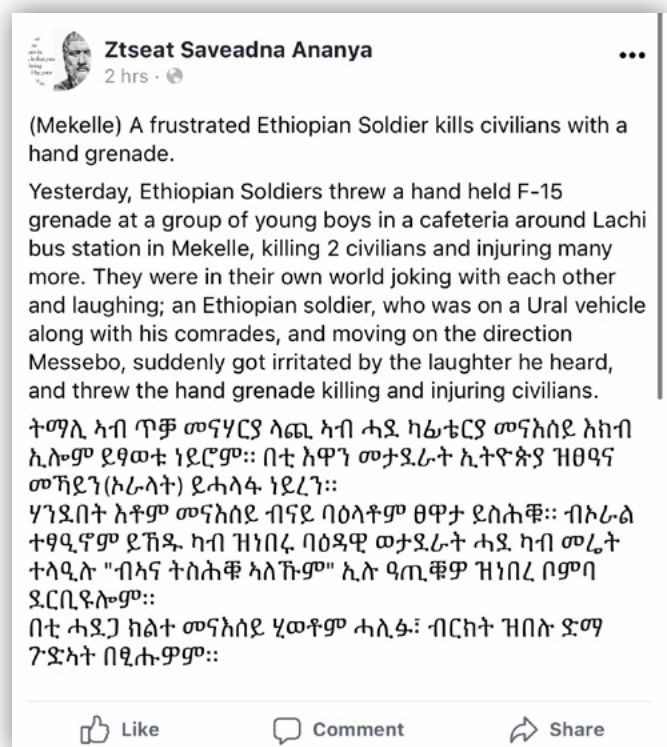 Ztseat Saveadna Ananya
2 hrs ·
(Mekelle) A frustrated Ethiopian Soldier kills civilians with a
hand grenade.
Yesterday, Ethiopian Soldiers threw a hand held F-15
grenade at a group of young boys in a cafeteria around Lachi
bus station in Mekelle, killing 2 civilians and injuring many
more. They were in their own world joking with each other
and laughing; an Ethiopian soldier, who was on a Ural vehicle
along with his comrades, and moving on the direction
Messebo, suddenly got irritated by the laughter he heard,
and threw the hand grenade killing and injuring civilians.
ትማሊ ኣብ ጥቓ መናሃርያ ላጪ ኣብ ሓደ ካፊቴርያ መናእሰይ እክብ
ኢሎም ይፃወቱ ነይሮም። በቲ እዋን መታደራት ኢትዮጵያ ዝፀዓና
መኻይን(ኦራላት) ይሓላፋ ነይረን።
ሃንደበት እቶም መናእሰይ ብናይ ባዕላቶም ፀዋታ ይስሕቑ። ብኦራል
ተፃዒኖም ይኸዱ ካብ ዝነበሩ ባዕዳዊ ወታደራት ሓደ ካብ መሬት
ተላዒሉ "ብኣና ትስሕቑ ኣለኹም" ኢሉ ዓጢቑዎ ዝነበረ ቦምባ
ደርቢዩሎም።
በቲ ሓደጋ ክልተ መናእሰይ ሂወቶም ሓሊፉ፣ ብርክት ዝበሉ ድማ
ጉድኣት በፂሑዎም።
Like Comment Share